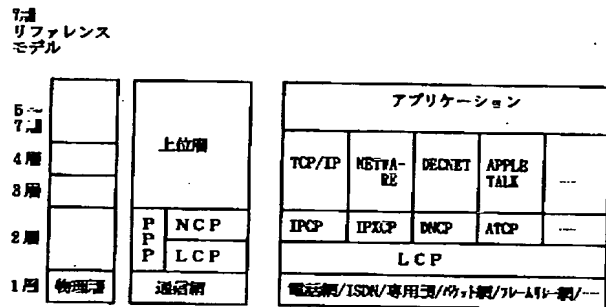 7層
リファレンス
モデル
5～
7層
4層
3層
2層
1層
物理層
上位層
PPP
NCP
LCP
通信網
アプリケーション
TCP/IP
NETWA-
RE
DECNET
APPLE
TALK
----
IPCP
IPXCP
DNCP
ATCP
----
LCP
電話網/ISDN/専用線/パケット網/フレームリレー網/---